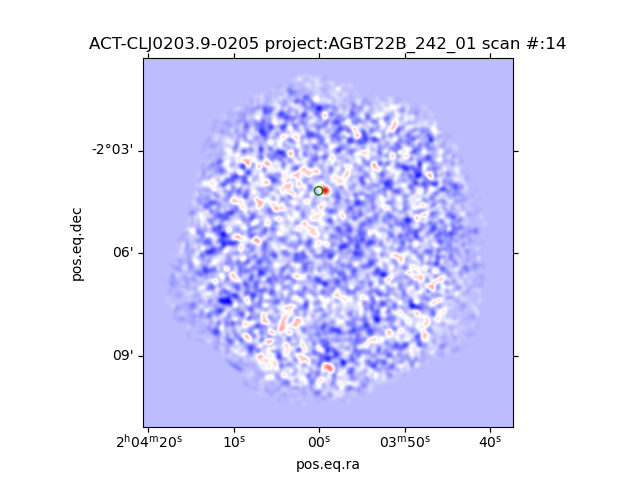 ACT-CLJ0203.9-0205 project:AGBT22B_242_01 scan #:14
-2°03'
06'
09'
pos.eq.dec
2ʰ04ᵐ20ˢ 10ˢ 00ˢ 03ᵐ50ˢ 40ˢ
pos.eq.ra